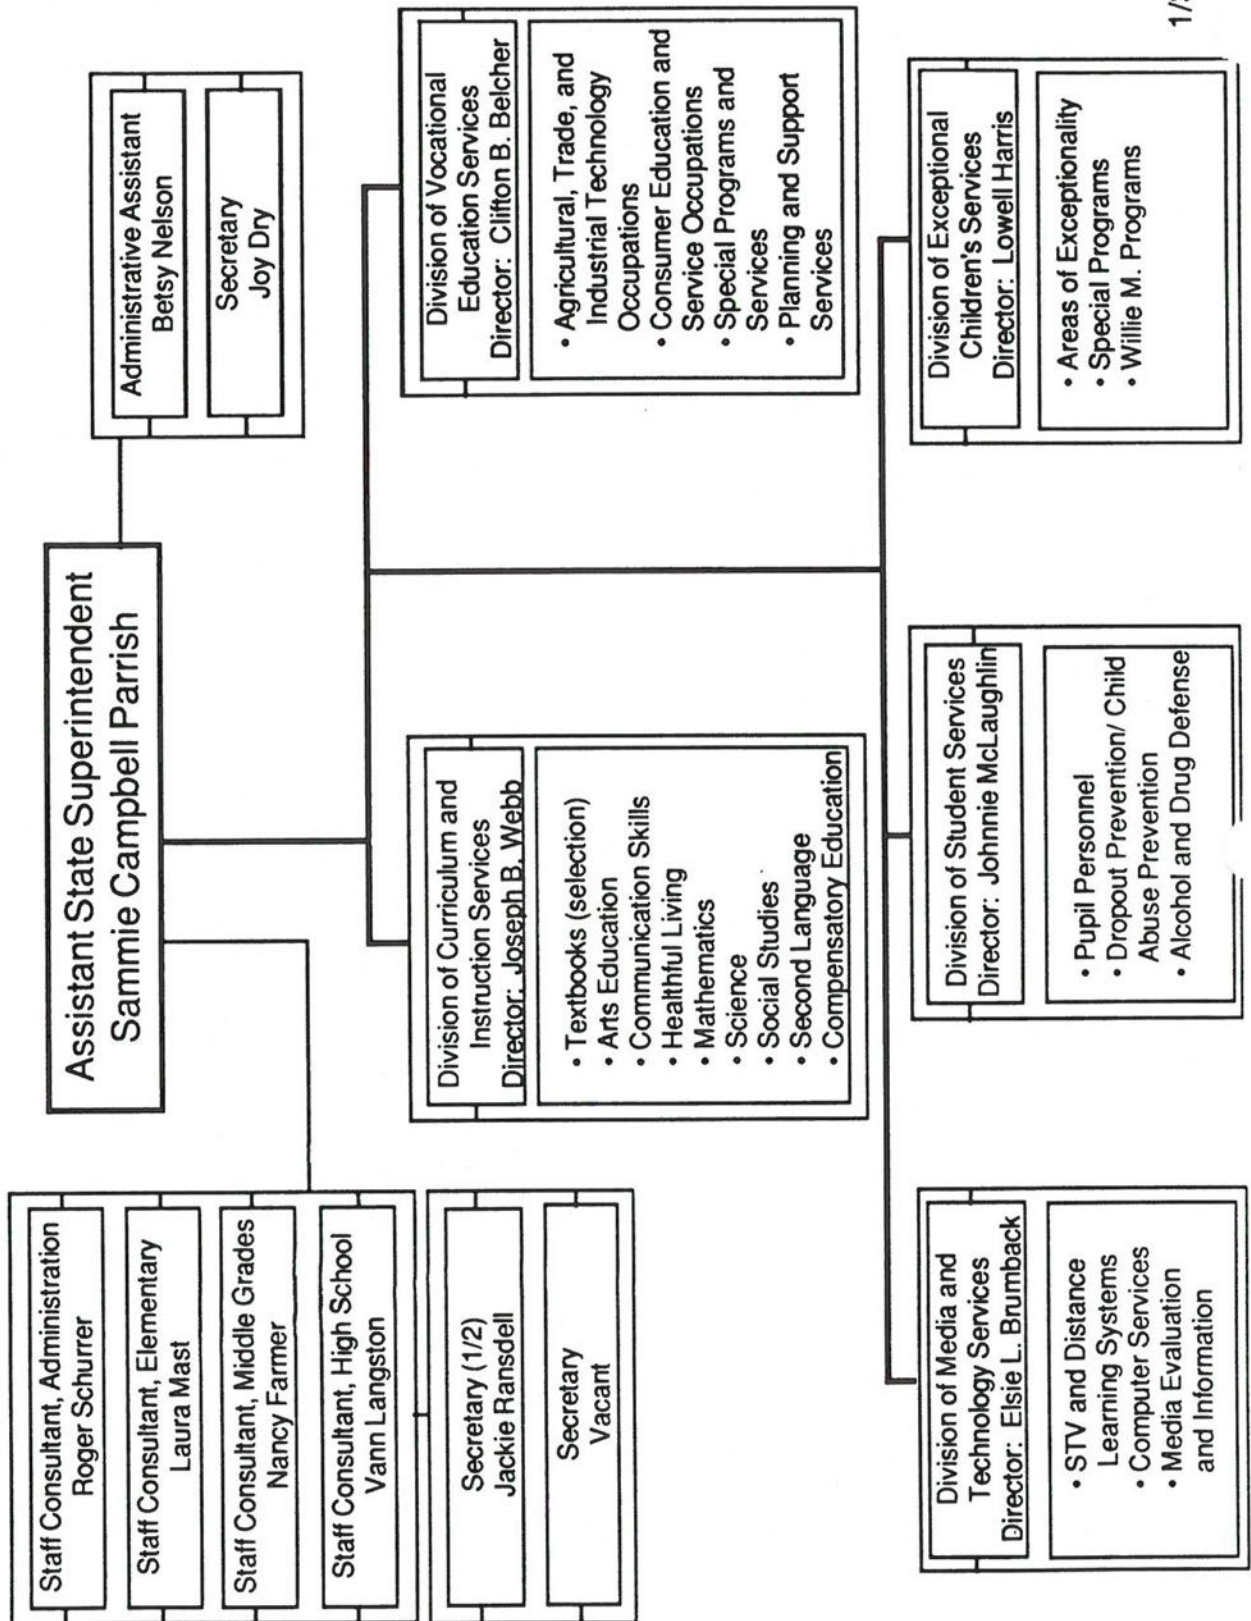 Assistant State Superintendent
Sammie Campbell Parrish
Administrative Assistant
Betsy Nelson
Secretary
Joy Dry
Staff Consultant, Administration
Roger Schurrer
Staff Consultant, Elementary
Laura Mast
Staff Consultant, Middle Grades
Nancy Farmer
Staff Consultant, High School
Vann Langston
Secretary (1/2)
Jackie Ransdell
Secretary
Vacant
Division of Curriculum and
Instruction Services
Director: Joseph B. Webb
• Textbooks (selection)
• Arts Education
• Communication Skills
• Healthful Living
• Mathematics
• Science
• Social Studies
• Second Language
• Compensatory Education
Division of Vocational
Education Services
Director: Clifton B. Belcher
• Agricultural, Trade, and
Industrial Technology
Occupations
• Consumer Education and
Service Occupations
• Special Programs and
Services
• Planning and Support
Services
Division of Media and
Technology Services
Director: Elsie L. Brumback
• STV and Distance
Learning Systems
• Computer Services
• Media Evaluation
and Information
Division of Student Services
Director: Johnnie McLaughlin
• Pupil Personnel
• Dropout Prevention/ Child
Abuse Prevention
• Alcohol and Drug Defense
Division of Exceptional
Children's Services
Director: Lowell Harris
• Areas of Exceptionality
• Special Programs
• Willie M. Programs